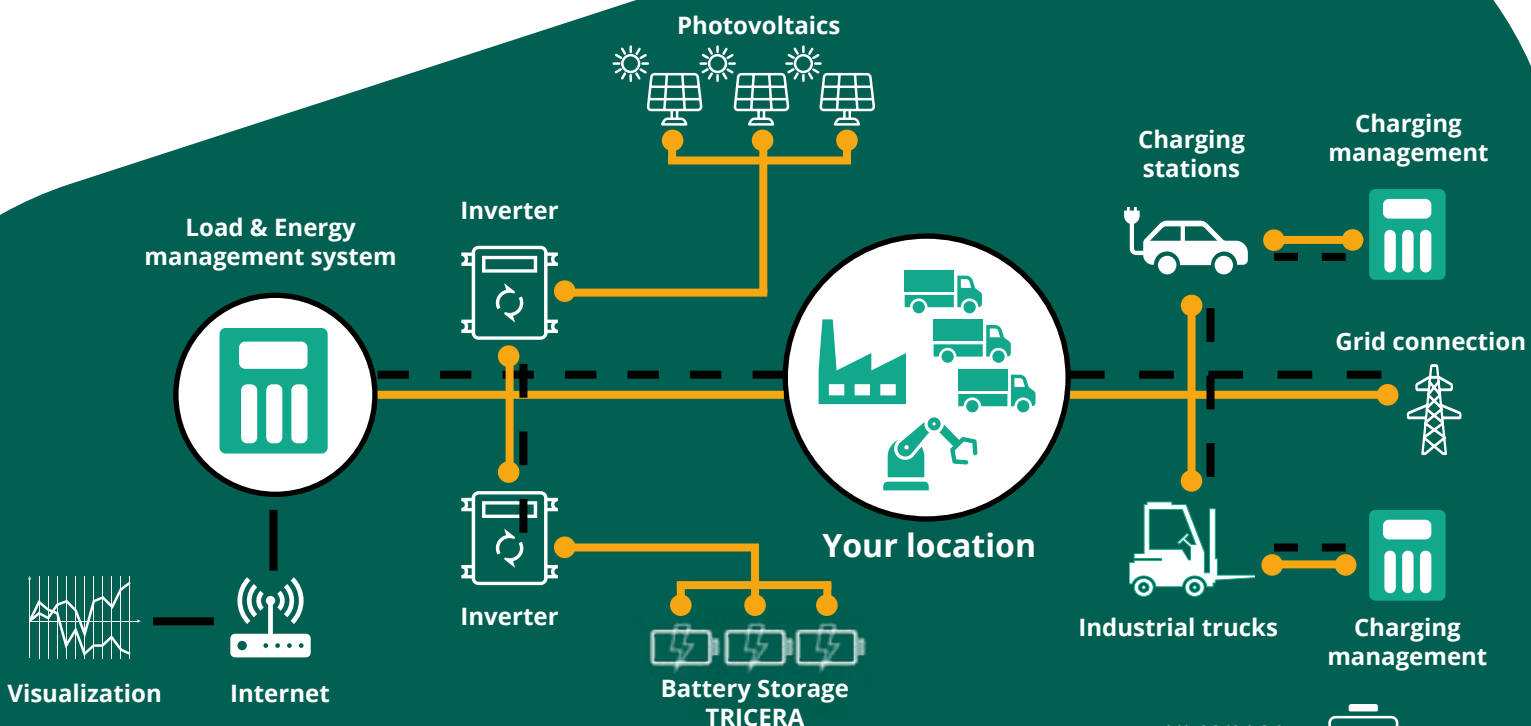 Photovoltaics
Charging
stations
Charging
management
Load & Energy
management system
Inverter
Grid connection
Your location
Inverter
Industrial trucks
Charging
management
Visualization
Internet
Battery Storage
TRICERA